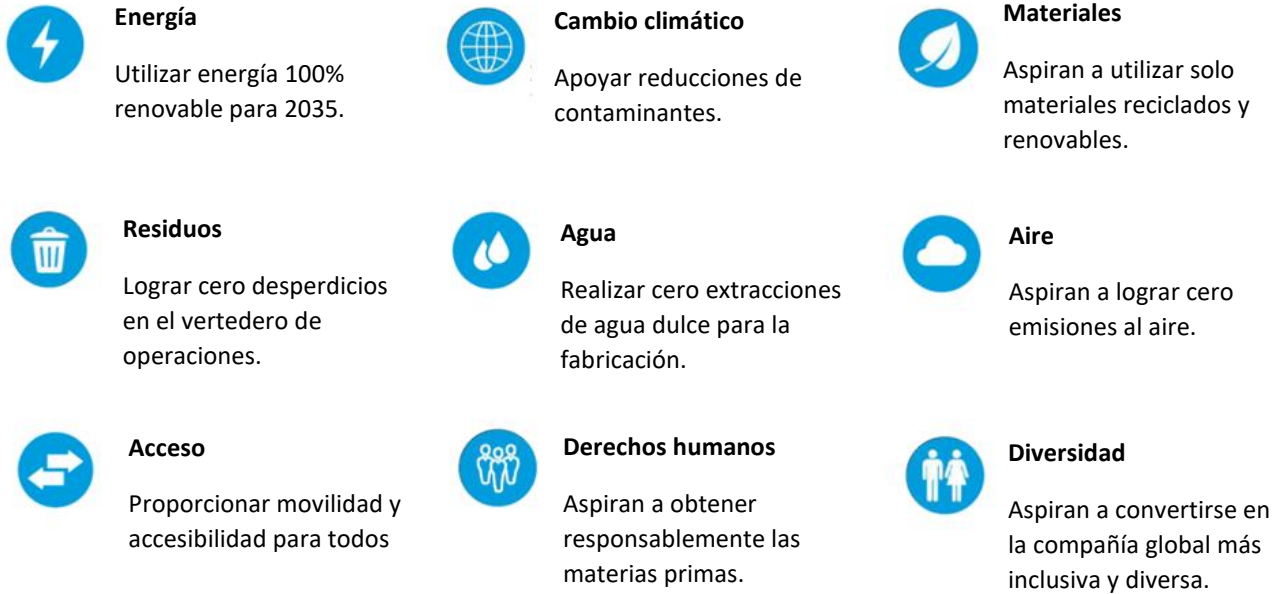 Energía
Utilizar energía 100%
renovable para 2035.
Cambio climático
Apoyar reducciones de
contaminantes.
Materiales
Aspiran a utilizar solo
materiales reciclados y
renovables.
Residuos
Lograr cero desperdicios
en el vertedero de
operaciones.
Agua
Realizar cero extracciones
de agua dulce para la
fabricación.
Aire
Aspiran a lograr cero
emisiones al aire.
Acceso
Proporcionar movilidad y
accesibilidad para todos
Derechos humanos
Aspiran a obtener
responsablemente las
materias primas.
Diversidad
Aspiran a convertirse en
la compañía global más
inclusiva y diversa.